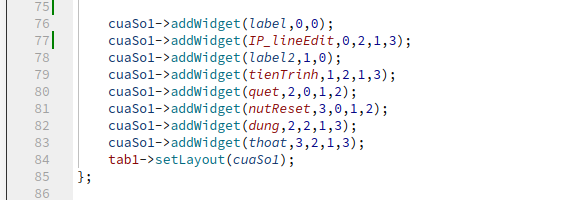 75
76 cuaSo1->addWidget(label,0,0);
77 cuaSo1->addWidget(IP_lineEdit,0,2,1,3);
78 cuaSo1->addWidget(label2,1,0);
79 cuaSo1->addWidget(tienTrinh,1,2,1,3);
80 cuaSo1->addWidget(quet,2,0,1,2);
81 cuaSo1->addWidget(nutReset,3,0,1,2);
82 cuaSo1->addWidget(dung,2,2,1,3);
83 cuaSo1->addWidget(thoat,3,2,1,3);
84 tab1->setLayout(cuaSo1);
85 };
86